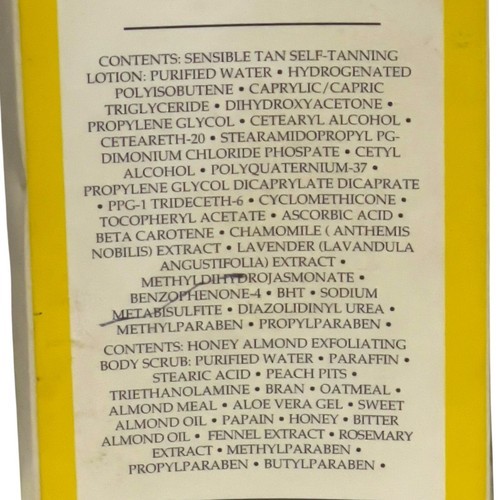 CONTENTS: SENSIBLE TAN SELF-TANNING
LOTION: PURIFIED WATER • HYDROGENATED
POLYISOBUTENE • CAPRYLIC/CAPRIC
TRIGLYCERIDE • DIHYDROXYACETONE •
PROPYLENE GLYCOL • CETEARYL ALCOHOL •
CETEARETH-20 • STEARAMIDOPROPYL PG-
DIMONIUM CHLORIDE PHOSPATE • CETYL
ALCOHOL • POLYQUATERNIUM-37 •
PROPYLENE GLYCOL DICAPRYLATE DICAPRATE
• PPG-1 TRIDECETH-6 • CYCLOMETHICONE •
TOCOPHERYL ACETATE • ASCORBIC ACID •
BETA CAROTENE • CHAMOMILE ( ANTHEMIS
NOBILIS) EXTRACT • LAVENDER (LAVANDULA
ANGUSTIFOLIA) EXTRACT •
METHYLDIHYDROJASMONATE •
BENZOPHENONE-4 • BHT • SODIUM
METABISULFITE • DIAZOLIDINYL UREA •
METHYLPARABEN • PROPYLPARABEN •
CONTENTS: HONEY ALMOND EXFOLIATING
BODY SCRUB: PURIFIED WATER • PARAFFIN •
STEARIC ACID • PEACH PITS •
TRIETHANOLAMINE • BRAN • OATMEAL •
ALMOND MEAL • ALOE VERA GEL • SWEET
ALMOND OIL • PAPAIN • HONEY • BITTER
ALMOND OIL • FENNEL EXTRACT • ROSEMARY
EXTRACT • METHYLPARABEN •
PROPYLPARABEN • BUTYLPARABEN •